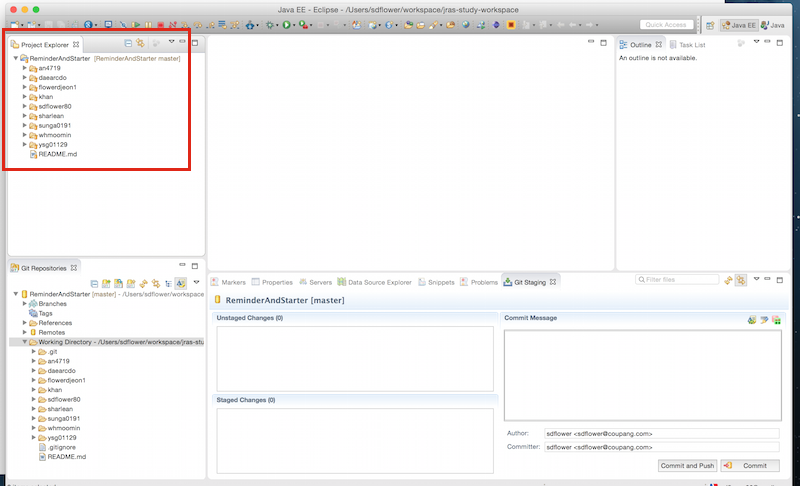 Java EE - Eclipse - /Users/sdflower/workspace/jras-study-workspace
Quick Access
Java EE
Java
Project Explorer
ReminderAndStarter [ReminderAndStarter master]
an4719
daearcdo
flowerdjeon1
khan
sdflower80
sharlean
sunga0191
whmoomin
ysg01129
README.md
Outline
Task List
An outline is not available.
Git Repositories
ReminderAndStarter [master] - /Users/sdflower/workspace
Branches
Tags
References
Remotes
Working Directory - /Users/sdflower/workspace/jras-stu
.git
an4719
daearcdo
flowerdjeon1
khan
sdflower80
sharlean
sunga0191
whmoomin
ysg01129
.gitignore
README.md
Markers
Properties
Servers
Data Source Explorer
Snippets
Problems
Git Staging
Filter files
ReminderAndStarter [master]
Unstaged Changes (0)
Staged Changes (0)
Commit Message
Author:
sdflower <sdflower@coupang.com>
Committer:
sdflower <sdflower@coupang.com>
Commit and Push
Commit